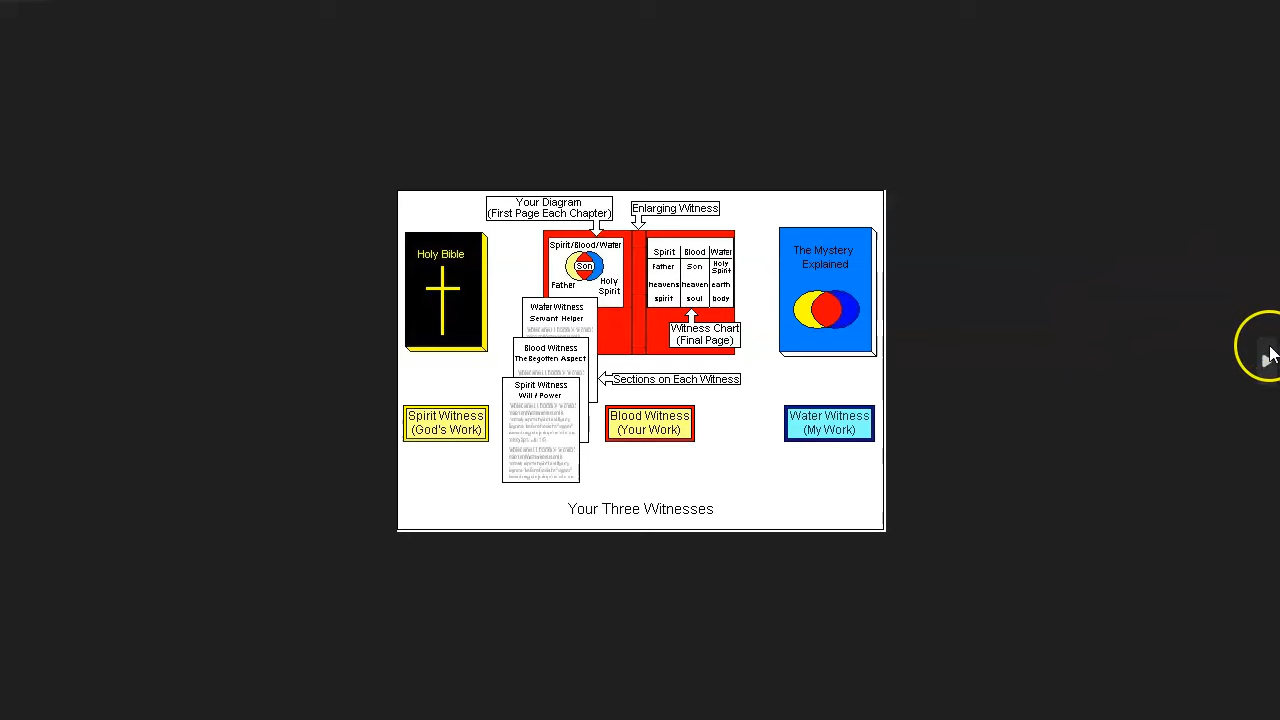 Your Diagram
(First Page Each Chapter)
Enlarging Witness
Holy Bible
Spirit/Blood/Water
Son
Father
Holy
Spirit
Spirit Blood Water
Father Son Holy Spirit
heavens heaven earth
spirit soul body
The Mystery
Explained
Water Witness
Servant Helper
Witness Chart
(Final Page)
Blood Witness
The Begotten Aspect
Sections on Each Witness
Spirit Witness
Will / Power
Spirit Witness
(God's Work)
Blood Witness
(Your Work)
Water Witness
(My Work)
Your Three Witnesses